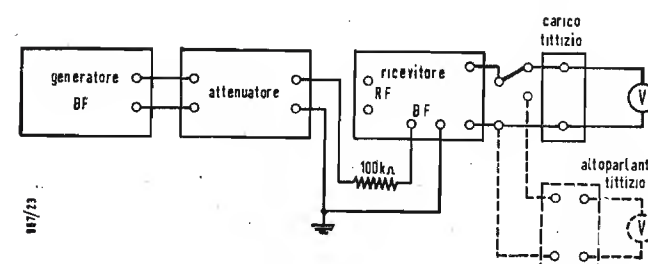 carico
fittizio
generatore
BF
attenuatore
ricevitore
RF
BF
100kΩ
V
altoparlant
fittizio
V
987/23